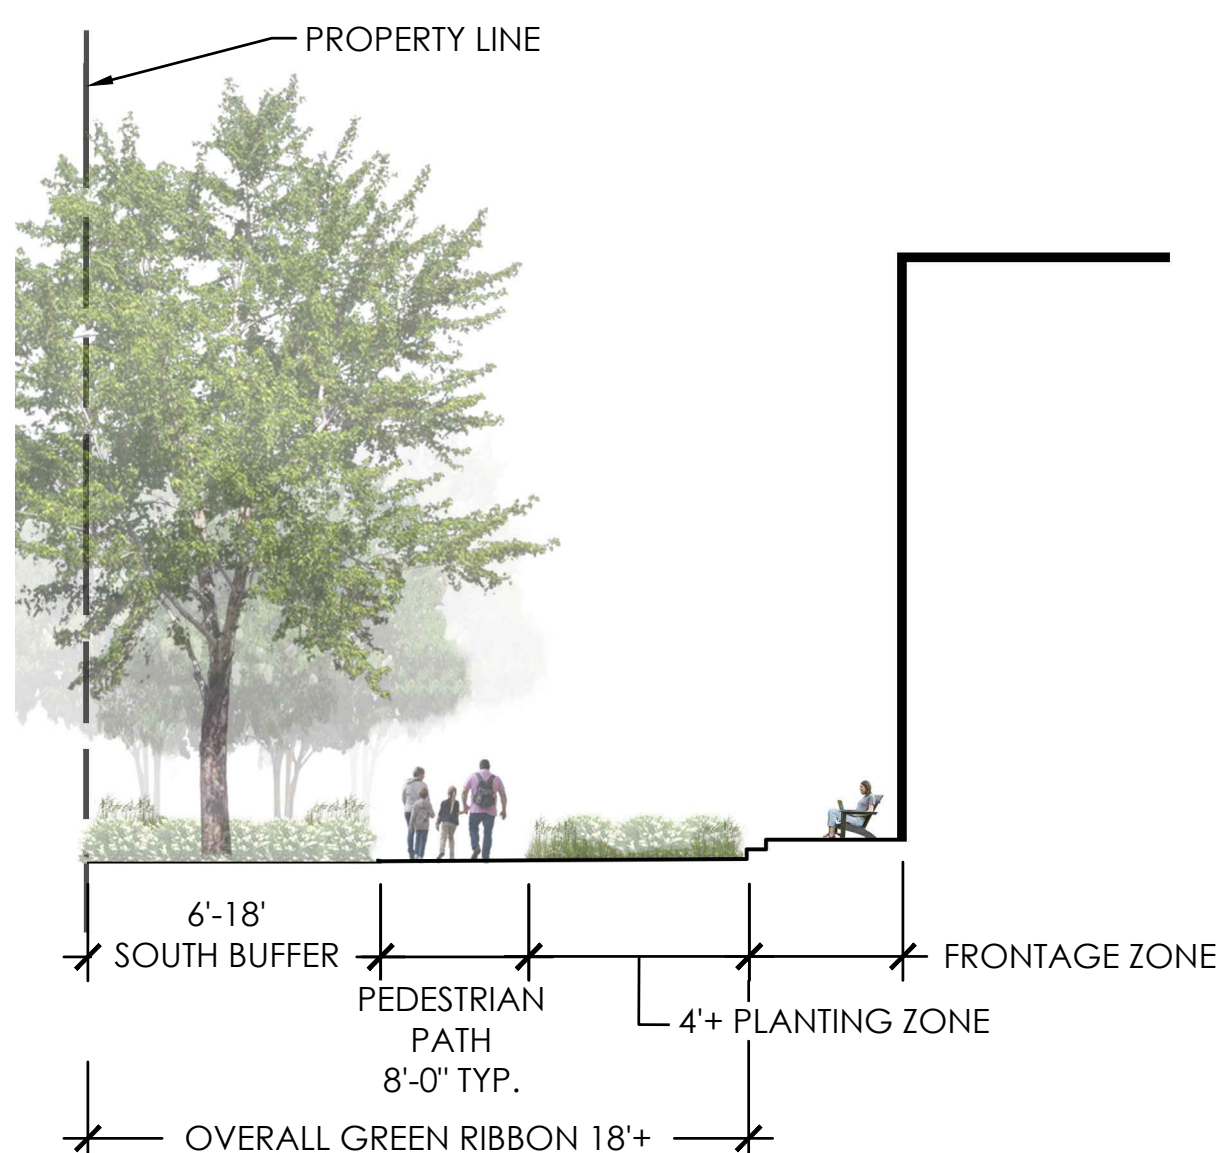 PROPERTY LINE
6'-18'
SOUTH BUFFER
FRONTAGE ZONE
PEDESTRIAN
PATH
8'-0" TYP.
4'+ PLANTING ZONE
OVERALL GREEN RIBBON 18'+